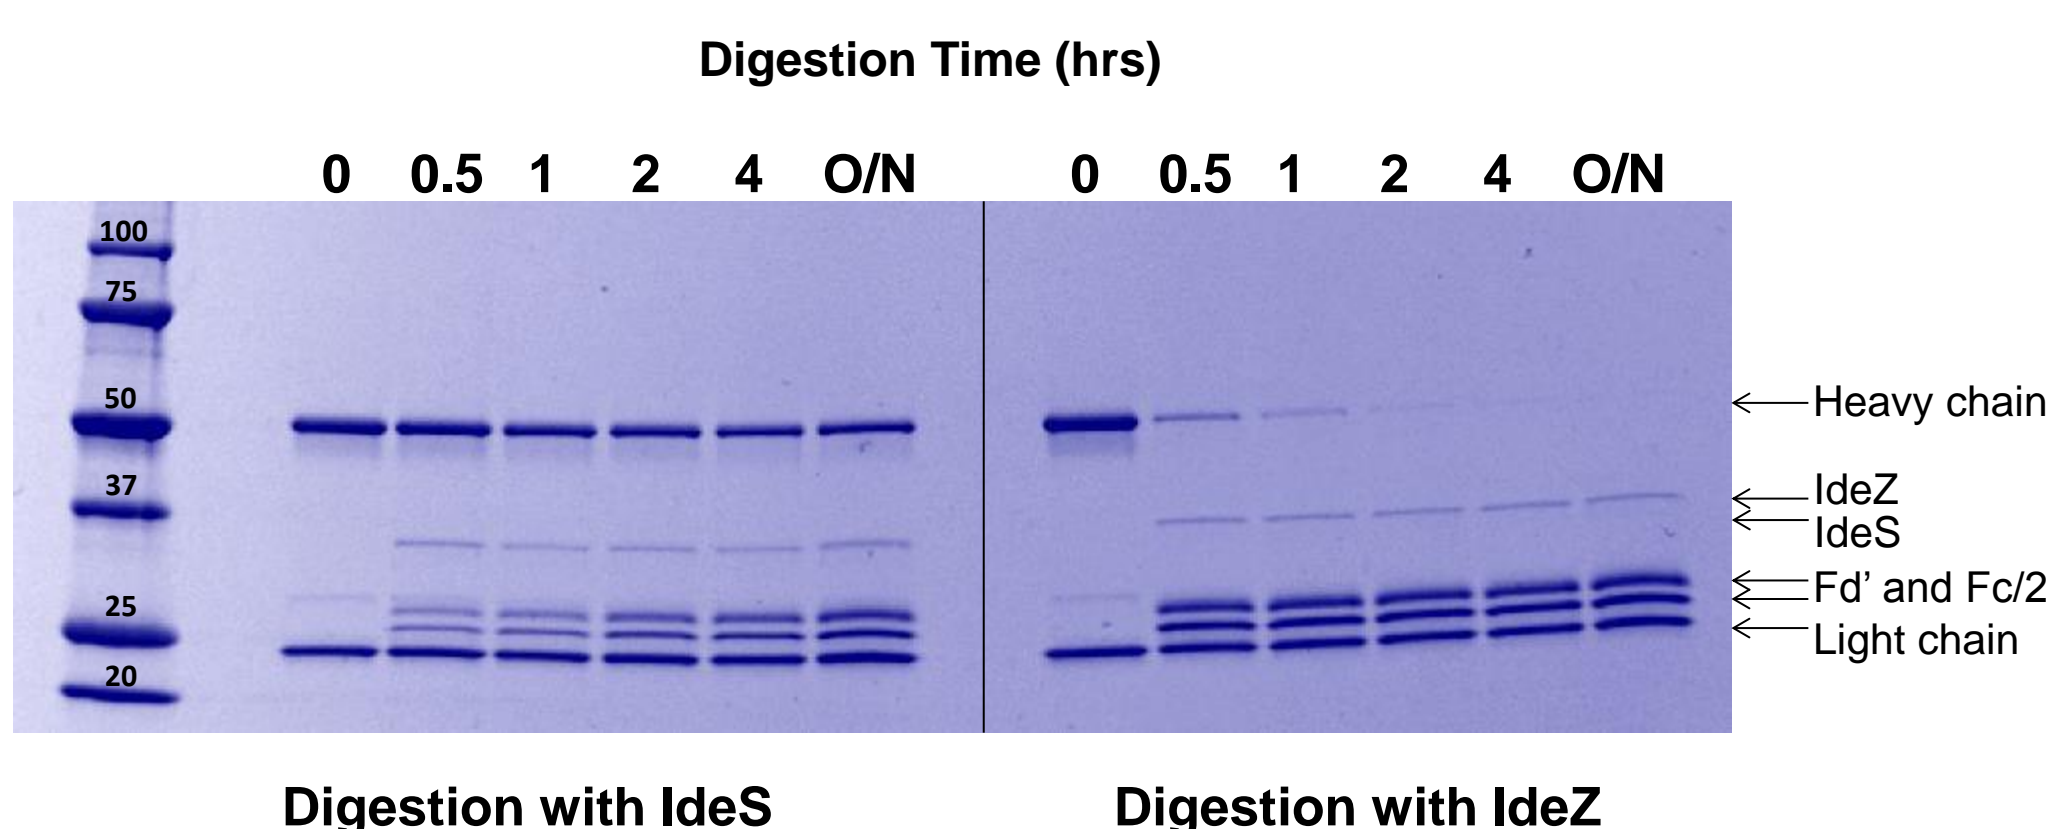 Digestion Time (hrs)
0 0.5 1 2 4 O/N 0 0.5 1 2 4 O/N
100
75
50
37
25
20
Heavy chain
IdeZ
IdeS
Fd’ and Fc/2
Light chain
Digestion with IdeS Digestion with IdeZ